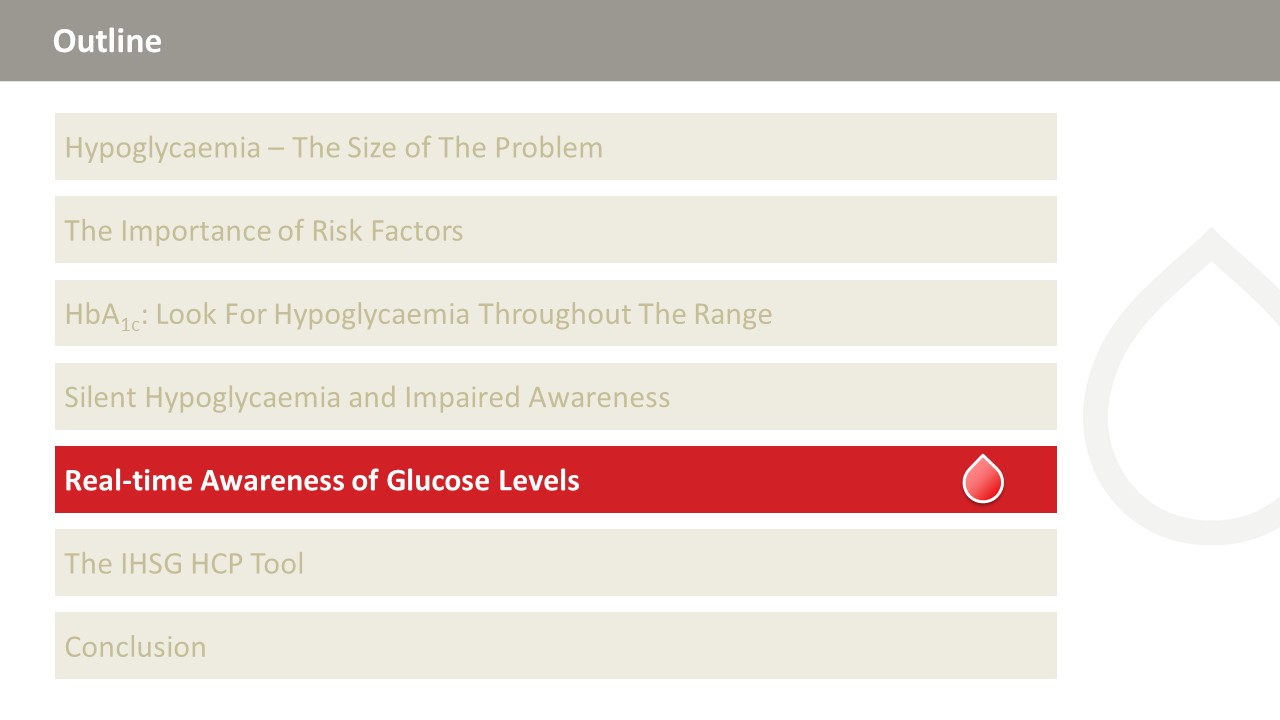 Outline
Hypoglycaemia – The Size of The Problem
The Importance of Risk Factors
HbA1c: Look For Hypoglycaemia Throughout The Range
Silent Hypoglycaemia and Impaired Awareness
Real-time Awareness of Glucose Levels
The IHSG HCP Tool
Conclusion